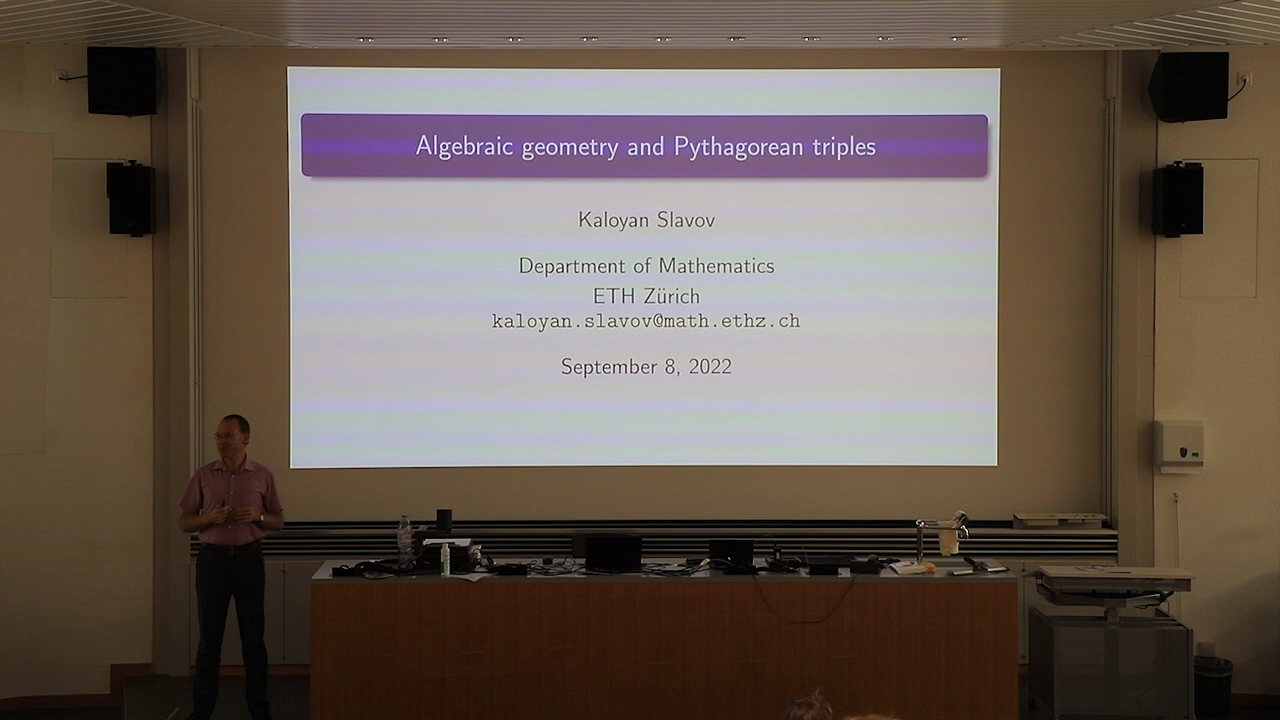 Algebraic geometry and Pythagorean triples
Kaloyan Slavov
Department of Mathematics
ETH Zürich
kaloyan.slavov@math.ethz.ch
September 8, 2022